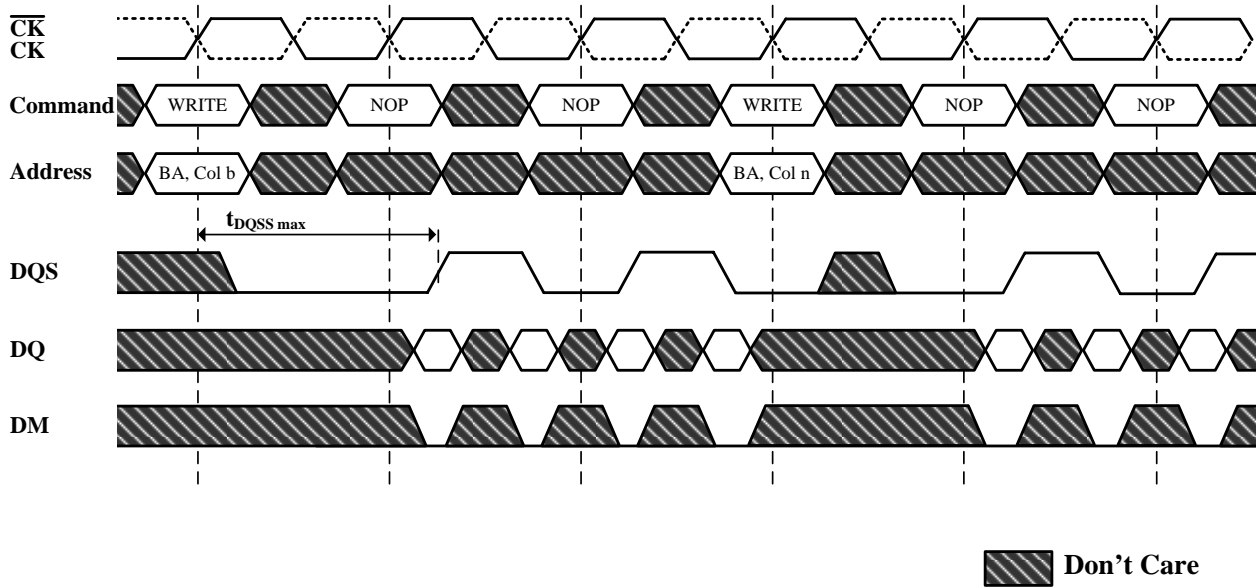 CK
CK
Command WRITE NOP NOP WRITE NOP NOP
Address BA, Col b BA, Col n
tDQSS max
DQS
DQ
DM
Don't Care